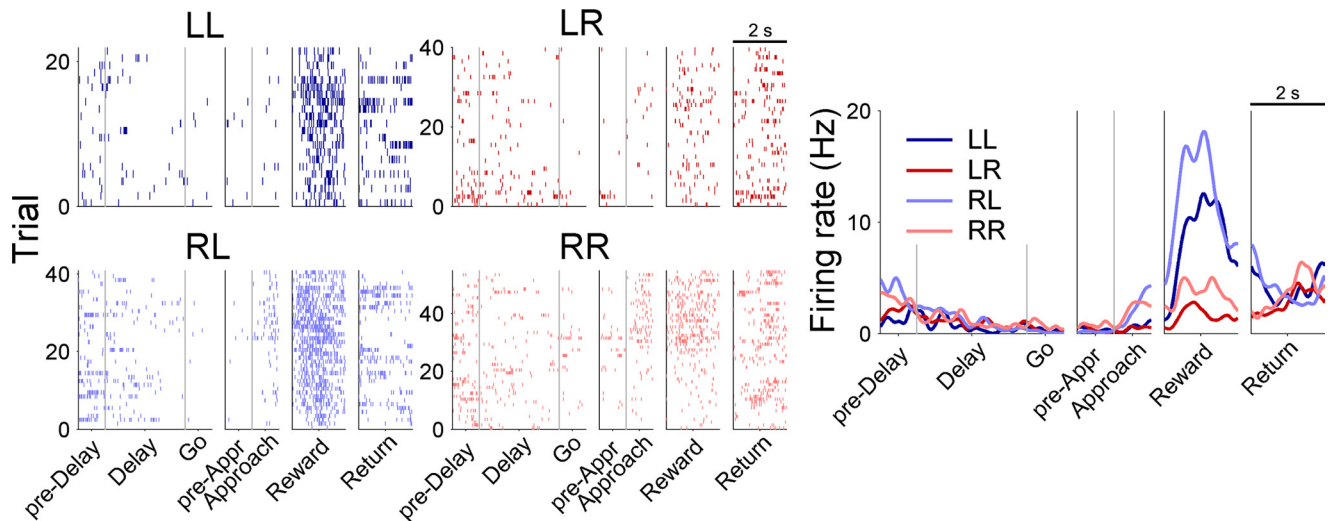 LL
LR
2 s
20
0
40
20
0
Trial
RL
RR
40
20
0
40
20
0
pre-Delay
Delay
Go
pre-Appr
Approach
Reward
Return
pre-Delay
Delay
Go
pre-Appr
Approach
Reward
Return
2 s
Firing rate (Hz)
20
10
0
LL
LR
RL
RR
pre-Delay
Delay
Go
pre-Appr
Approach
Reward
Return